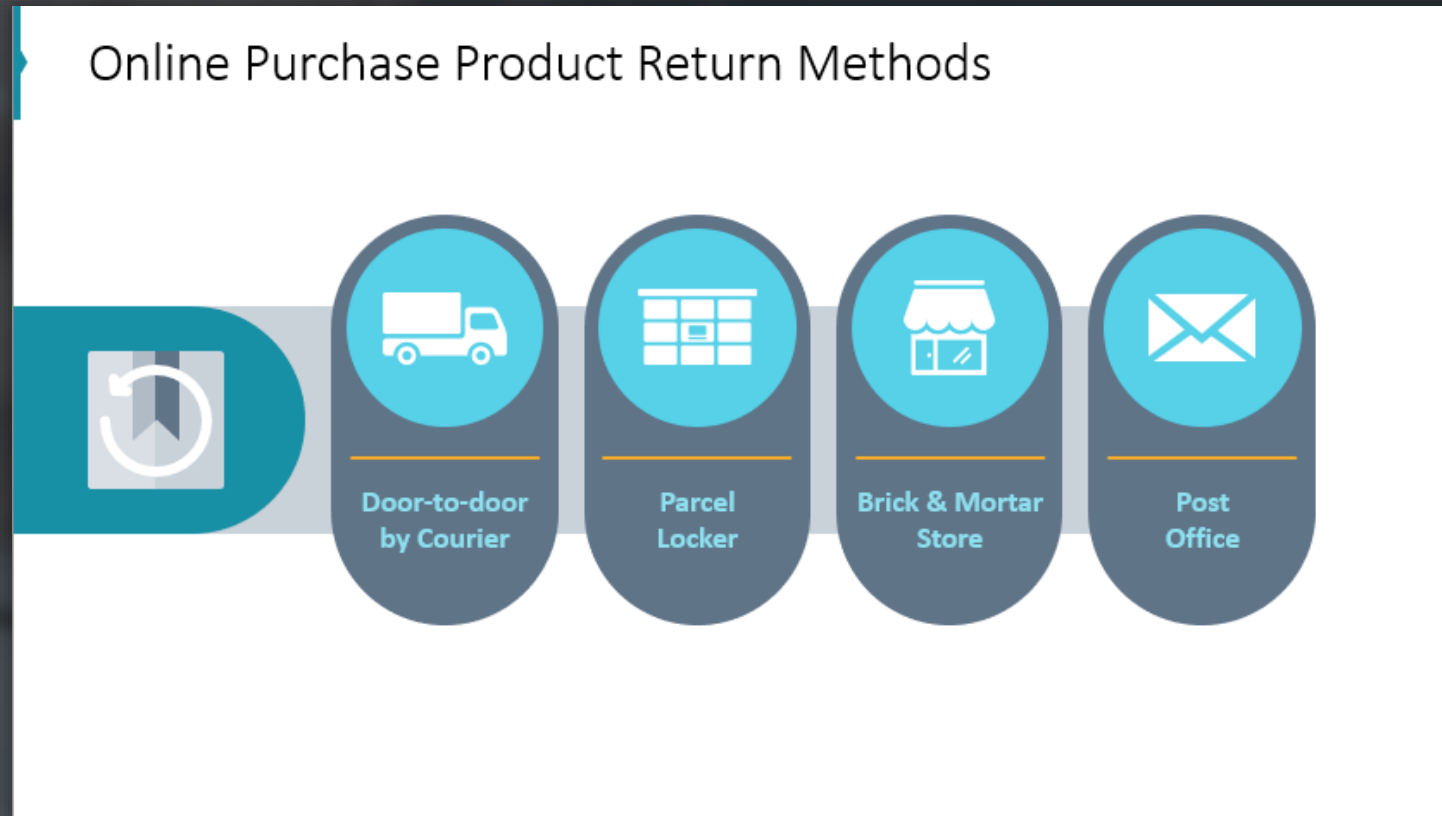 Online Purchase Product Return Methods
Door-to-door
by Courier
Parcel
Locker
Brick & Mortar
Store
Post
Office